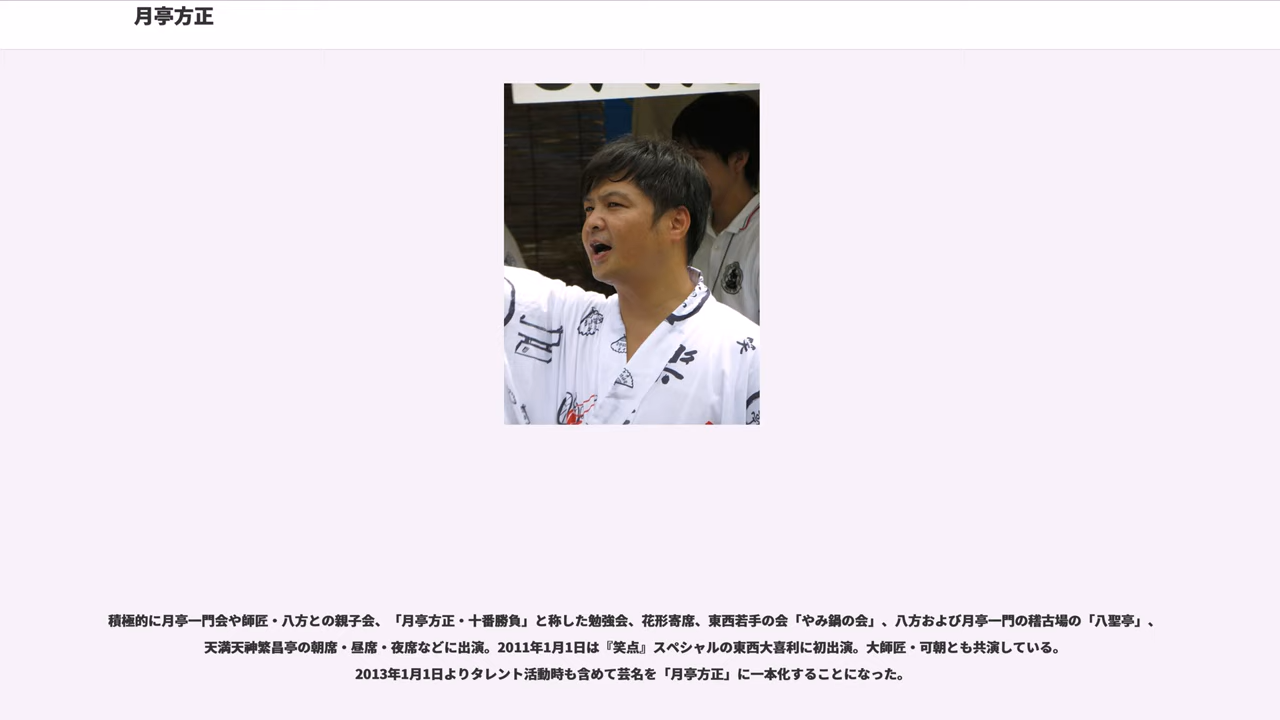 月亭方正
笑
積極的に月亭一門会や師匠・八方との親子会、「月亭方正・十番勝負」と称した勉強会、花形寄席、東西若手の会「やみ鍋の会」、八方および月亭一門の稽古場の「八聖亭」、
天満天神繁昌亭の朝席・昼席・夜席などに出演。2011年1月1日は『笑点』スペシャルの東西大喜利に初出演。大師匠・可朝とも共演している。
2013年1月1日よりタレント活動時も含めて芸名を「月亭方正」に一本化することになった。